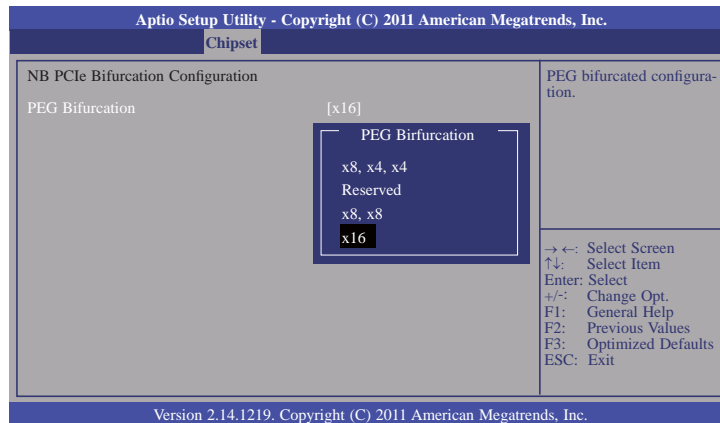 Aptio Setup Utility - Copyright (C) 2011 American Megatrends, Inc.
Chipset
NB PCIe Bifurcation Configuration
PEG Bifurcation [x16]
PEG Birfurcation
x8, x4, x4
Reserved
x8, x8
x16
PEG bifurcated configura-
tion.
→ ←: Select Screen
↑↓: Select Item
Enter: Select
+/-: Change Opt.
F1: General Help
F2: Previous Values
F3: Optimized Defaults
ESC: Exit
Version 2.14.1219. Copyright (C) 2011 American Megatrends, Inc.